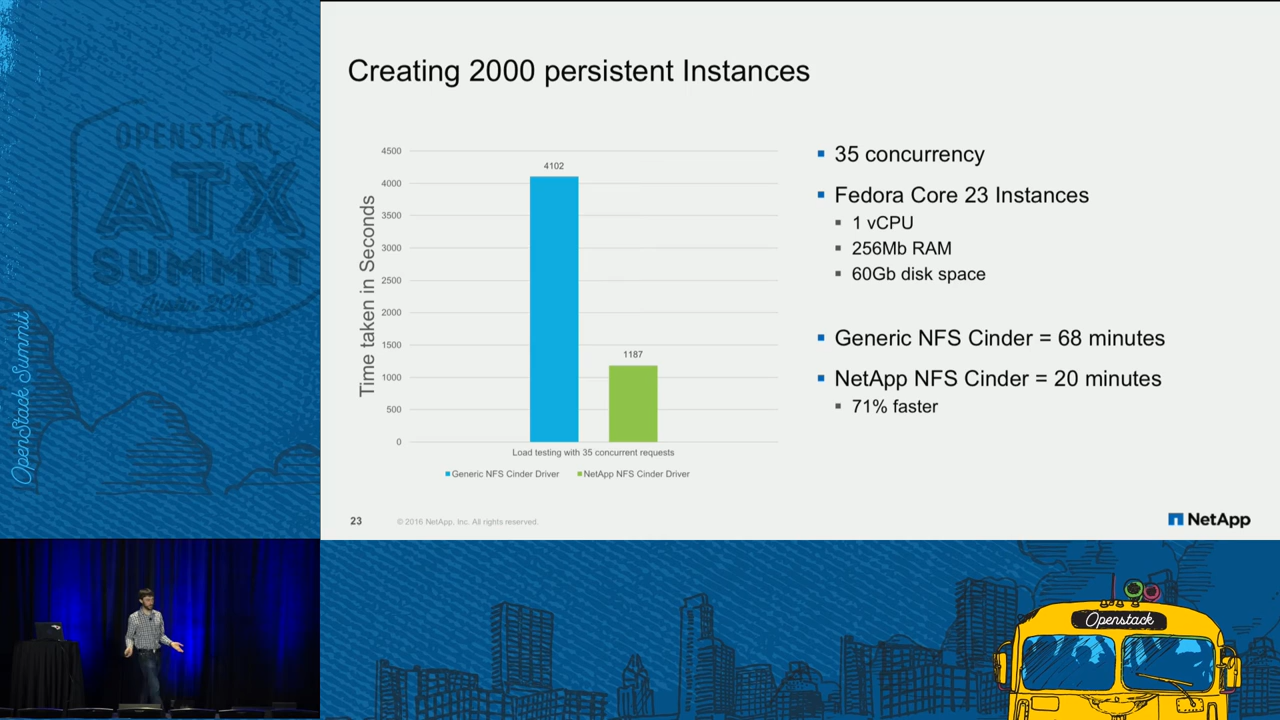 OPENSTACK
ATX
SUMMIT
Austin 2016
OpenStack Summit
Creating 2000 persistent Instances
Time taken in Seconds
4500
4000
3500
3000
2500
2000
1500
1000
500
0
4102
1187
Load testing with 35 concurrent requests
Generic NFS Cinder Driver
NetApp NFS Cinder Driver
35 concurrency
Fedora Core 23 Instances
1 vCPU
256Mb RAM
60Gb disk space
Generic NFS Cinder = 68 minutes
NetApp NFS Cinder = 20 minutes
71% faster
23
© 2016 NetApp, Inc. All rights reserved.
NetApp
Openstack